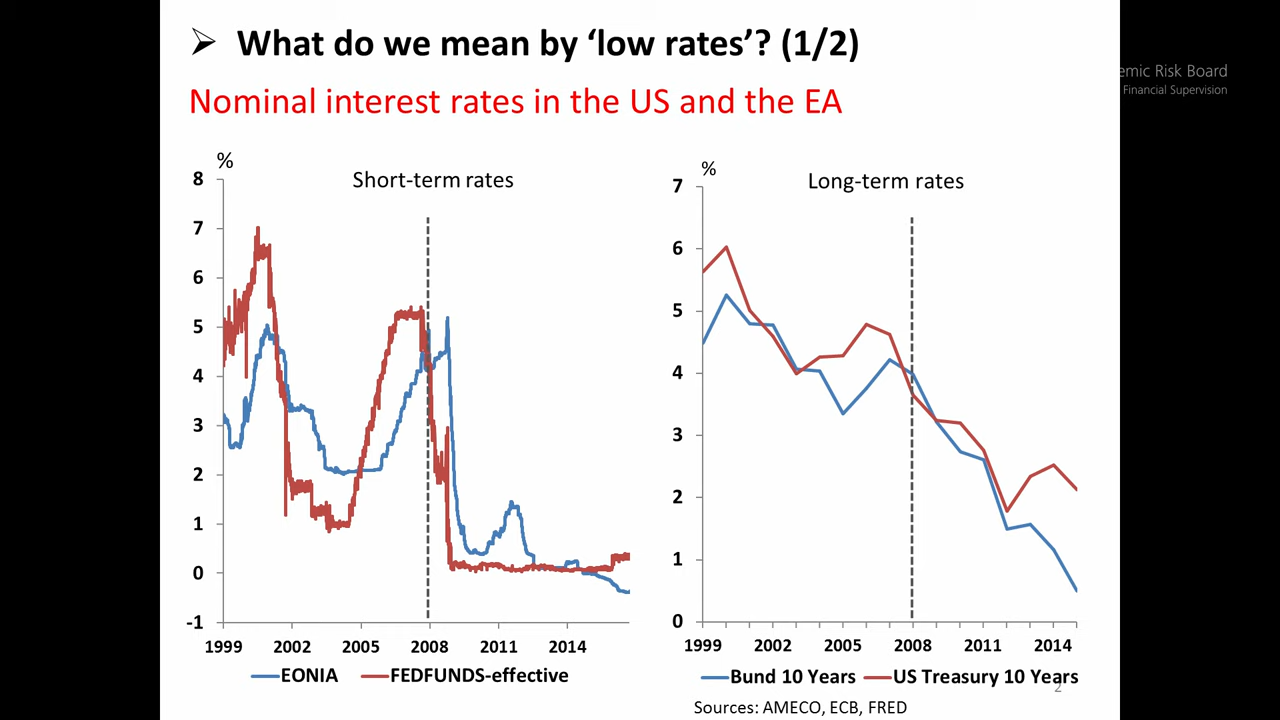 ➢ What do we mean by ‘low rates’? (1/2)
emic Risk Board
Financial Supervision
Nominal interest rates in the US and the EA
%
Short-term rates
8
7
6
5
4
3
2
1
0
-1
1999 2002 2005 2008 2011 2014
EONIA FEDFUNDS-effective
%
Long-term rates
7
6
5
4
3
2
1
0
1999 2002 2005 2008 2011 2014
Bund 10 Years US Treasury 10 Years
2
Sources: AMECO, ECB, FRED